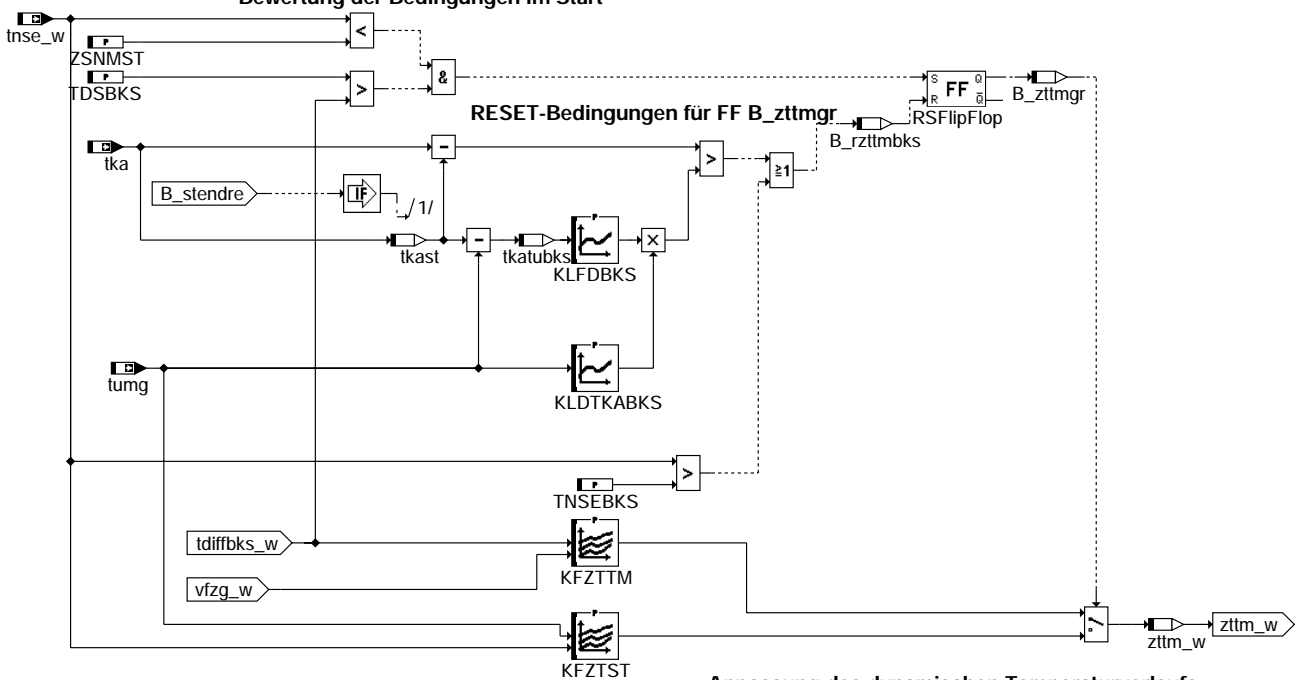 Bewertung der Bedingungen im Start
tnse_w
P
ZSNMST
<
P
TDSBKS
>
&
S Q
R Q
FF
RSFlipFlop
B_zttmgr
RESET-Bedingungen für FF B_zttmgr
B_rzttmbks
tka
-
>
≥1
B_stendre
IF
/1/
tkast
-
tkatubks
P
KLFDBKS
×
tumg
P
KLDTKABKS
P
TNSEBKS
>
tdiffbks_w
P
KFZTTM
vfzg_w
P
KFZTST
zttm_w
zttm_w
Anpassung des dynamischen Temperaturverlaufs